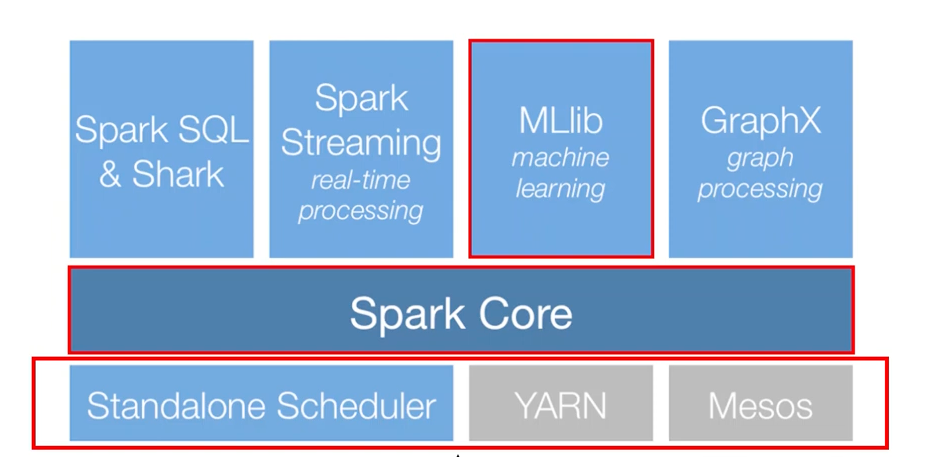 Spark SQL
& Shark
Spark
Streaming
real-time
processing
MLlib
machine
learning
GraphX
graph
processing
Spark Core
Standalone Scheduler
YARN
Mesos